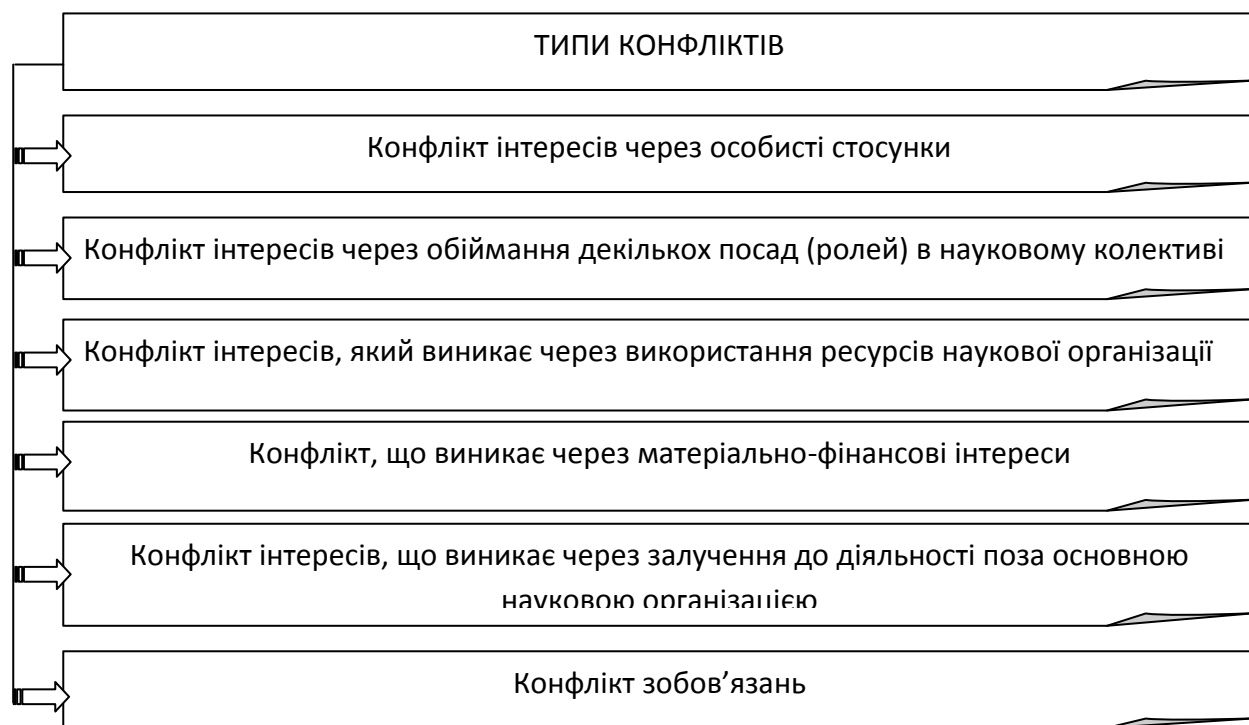 ТИПИ КОНФЛІКТІВ
Конфлікт інтересів через особисті стосунки
Конфлікт інтересів через обіймання декількох посад (ролей) в науковому колективі
Конфлікт інтересів, який виникає через використання ресурсів наукової організації
Конфлікт, що виникає через матеріально-фінансові інтереси
Конфлікт інтересів, що виникає через залучення до діяльності поза основною
науковою організацією
Конфлікт зобов’язань